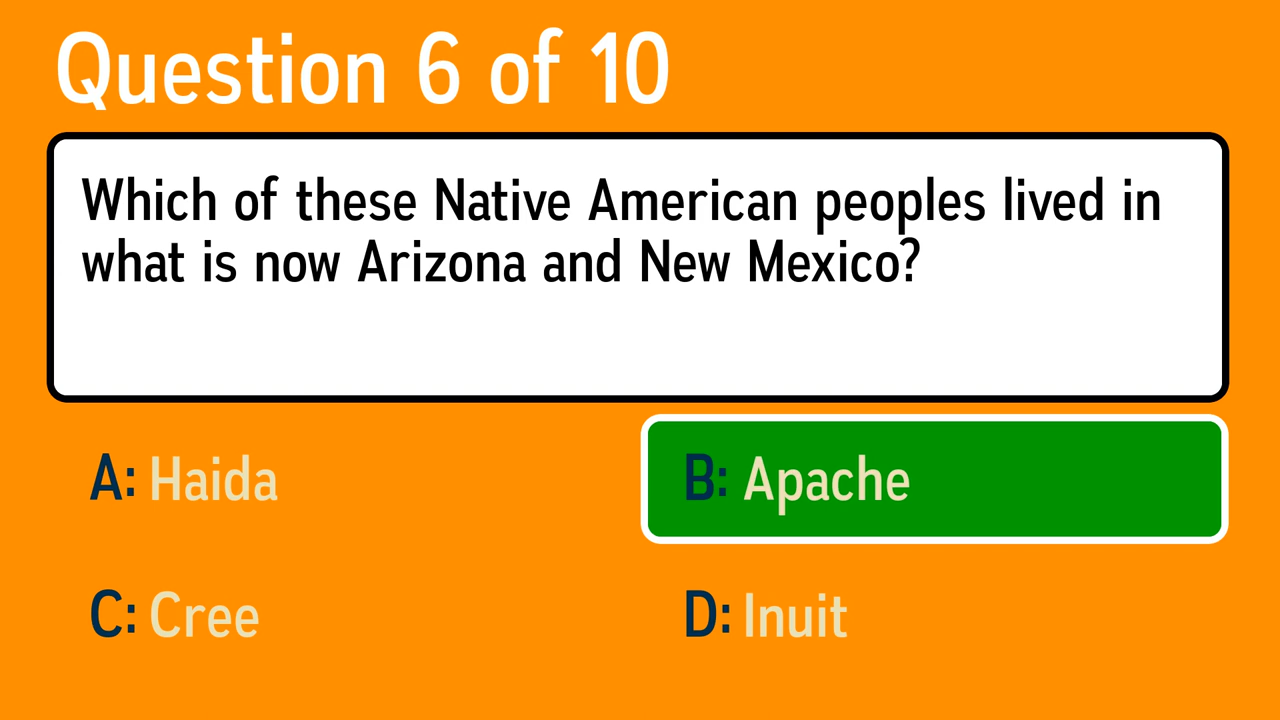 Question 6 of 10
Which of these Native American peoples lived in
what is now Arizona and New Mexico?
A: Haida
B: Apache
C: Cree
D: Inuit